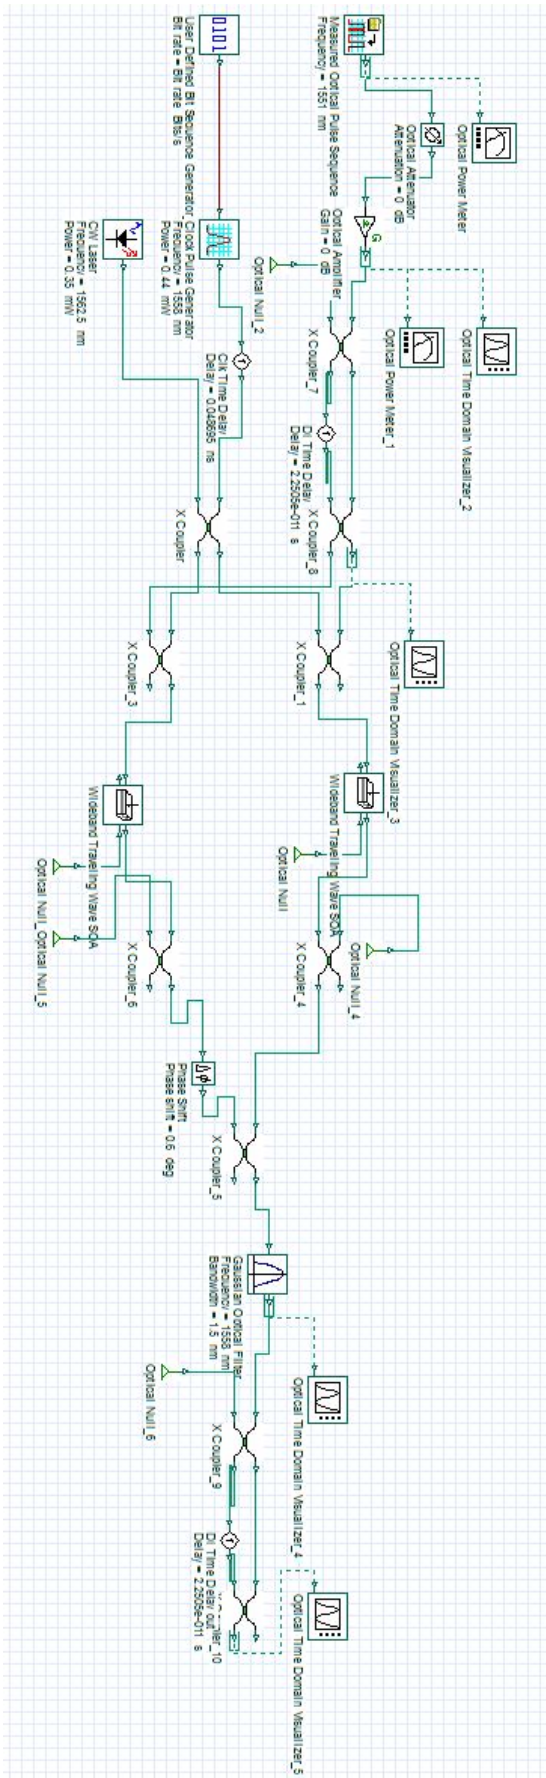 Measured Optical Pulse Sequence
Frequency = 1551 nm
Optical Power Meter
Optical Attenuator
Attenuation = 0 dB
G
Optical Amplifier
Gain = 0 dB
Optical Power Meter_1
Optical Time Domain Visualizer_2
Optical Null_2
X Coupler_7
DI Time Delay
Delay = 2.2505e-011 s
X Coupler_8
Optical Time Domain Visualizer_3
0101
User Defined Bit Sequence Generator
Bit rate = Bit rate Bits/s
Clock Pulse Generator
Frequency = 1558 nm
Power = 0.44 mW
Clk Time Delay
Delay = 0.048695 ns
CW Laser
Frequency = 1562.5 nm
Power = 0.35 mW
X Coupler
X Coupler_1
X Coupler_3
Wideband Travelling Wave SOA
Optical Null
Optical Null_4
X Coupler_4
Wideband Travelling Wave SOA
Optical Null_
Optical Null_5
X Coupler_6
Phase Shift
Phase shift = 0.6 deg
X Coupler_5
Gaussian Optical Filter
Frequency = 1558 nm
Bandwidth = 1.5 nm
Optical Time Domain Visualizer_4
Optical Null_6
X Coupler_9
DI Time Delay out
Delay = 2.2505e-011 s
Optical Time Domain Visualizer_5